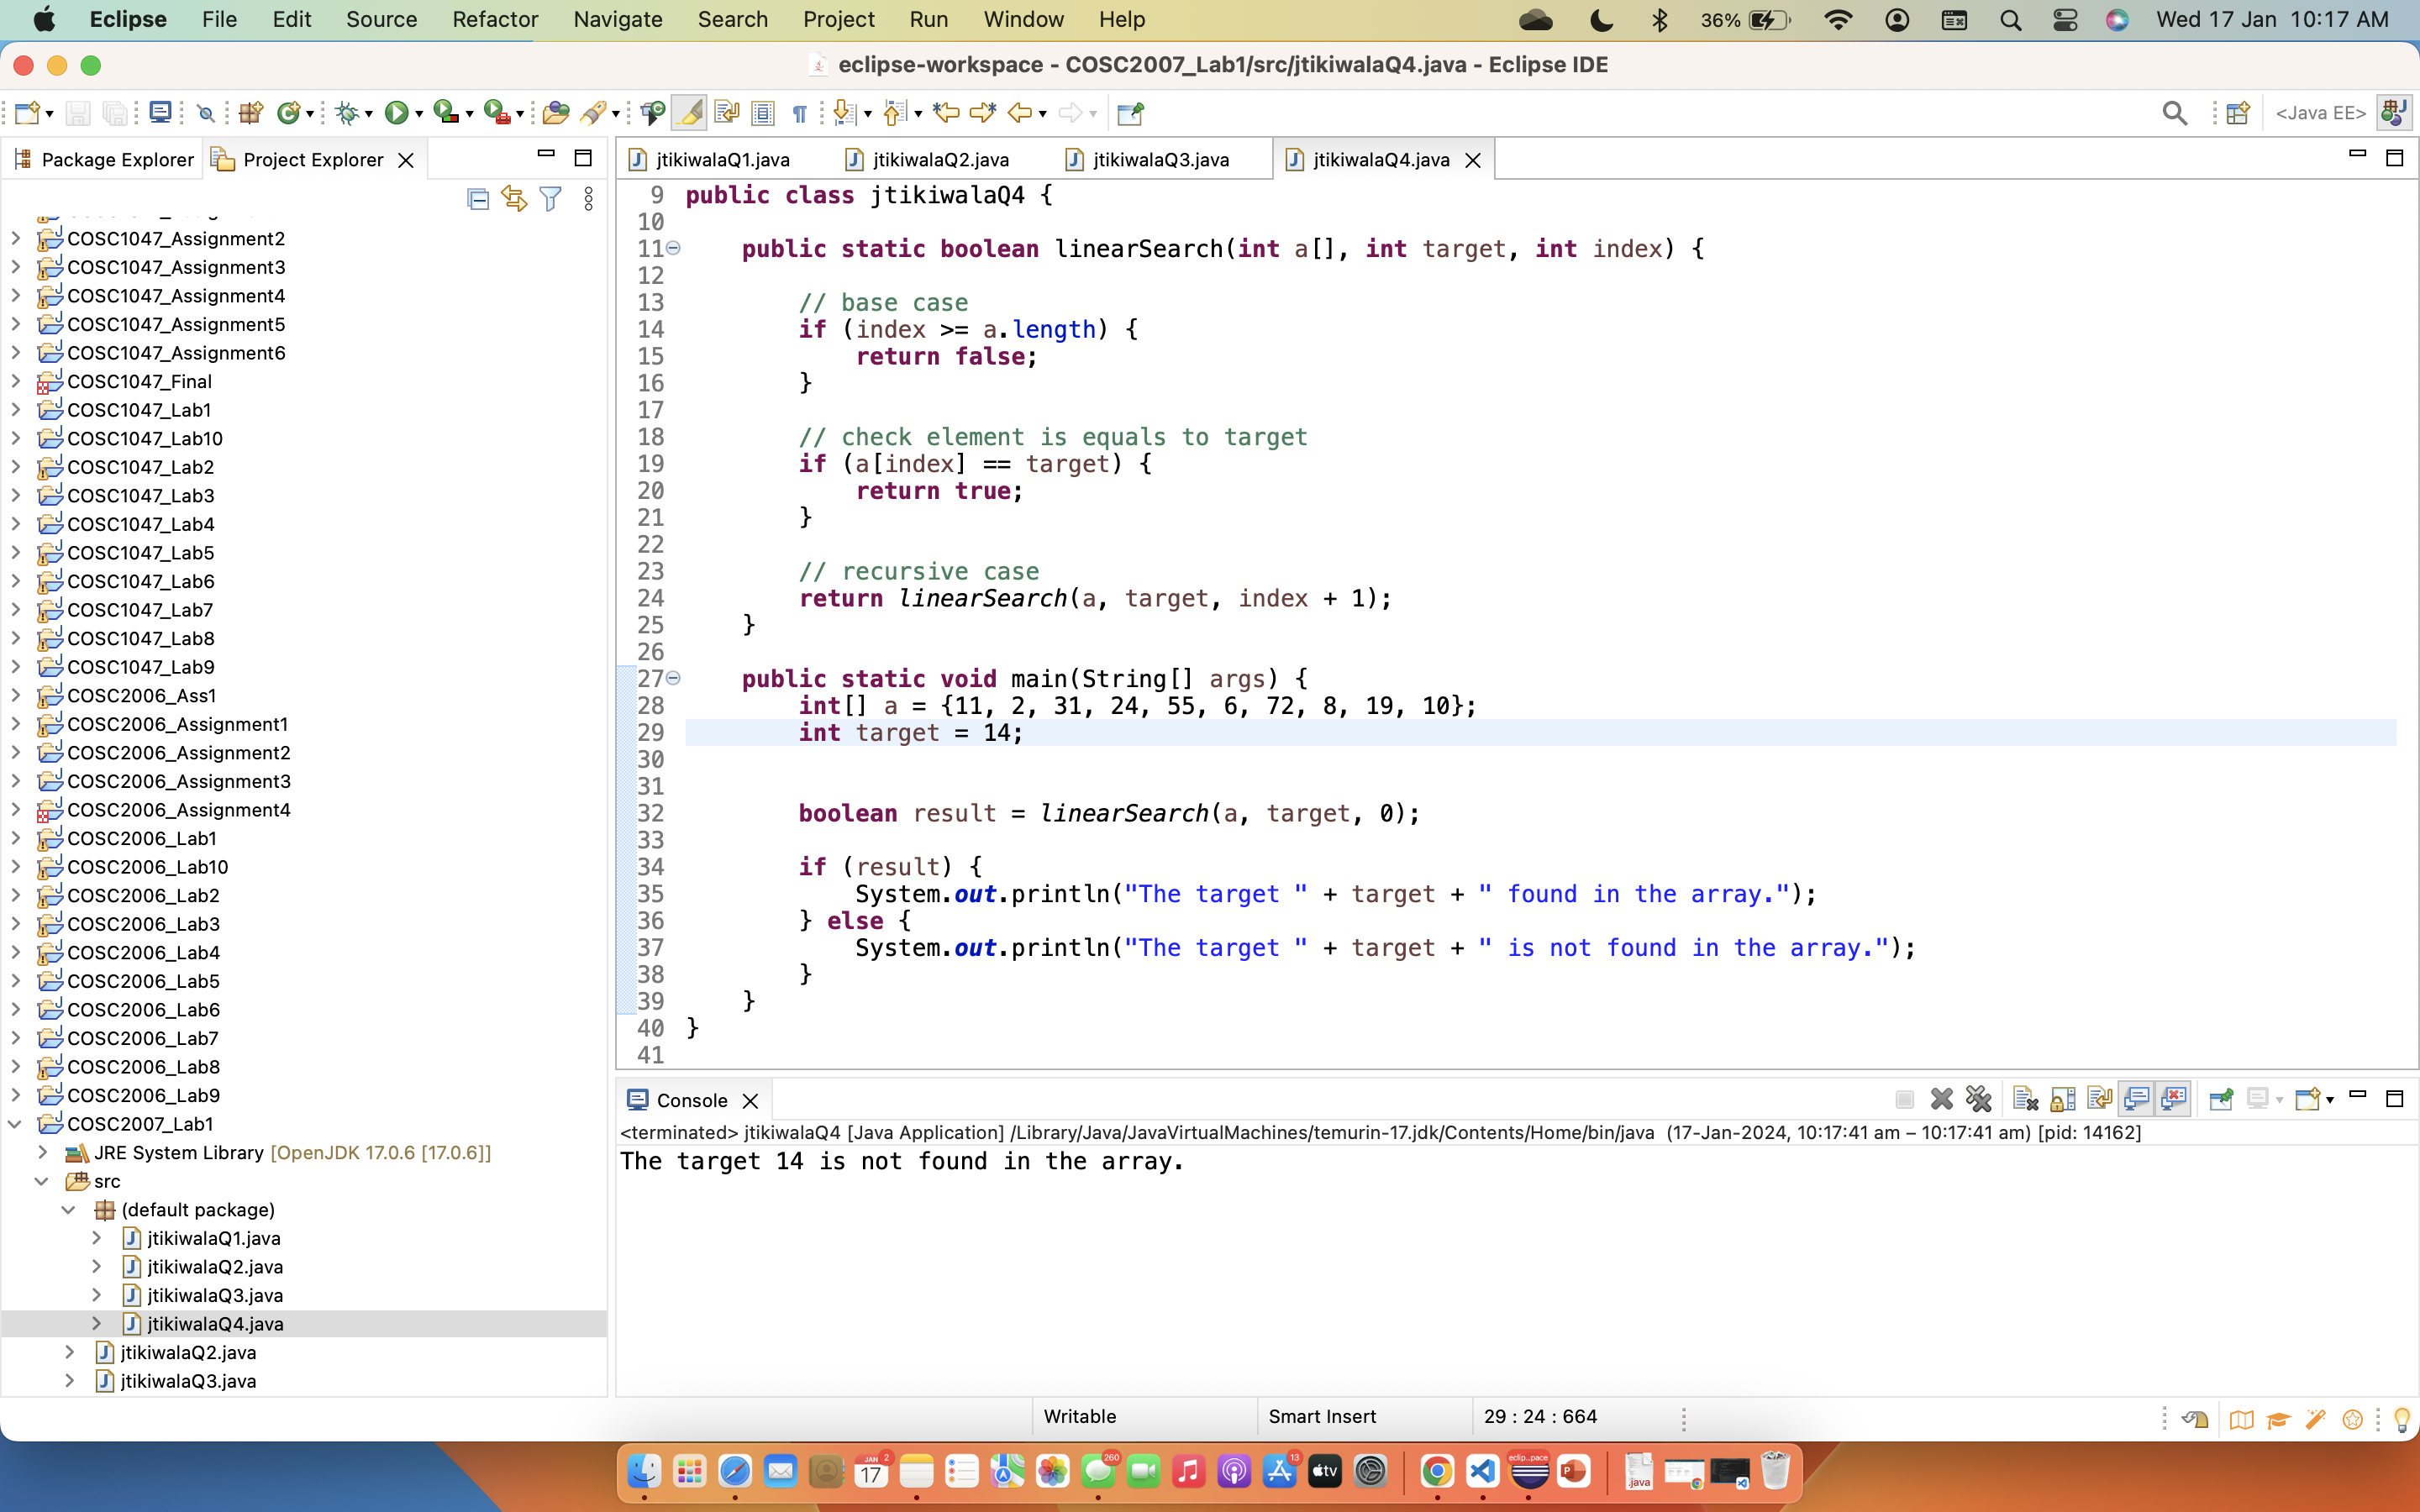 Eclipse File Edit Source Refactor Navigate Search Project Run Window Help 36% Wed 17 Jan 10:17 AM
eclipse-workspace - COSC2007_Lab1/src/jtikiwalaQ4.java - Eclipse IDE
<Java EE>
Package Explorer Project Explorer
COSC1047_Assignment2
COSC1047_Assignment3
COSC1047_Assignment4
COSC1047_Assignment5
COSC1047_Assignment6
COSC1047_Final
COSC1047_Lab1
COSC1047_Lab10
COSC1047_Lab2
COSC1047_Lab3
COSC1047_Lab4
COSC1047_Lab5
COSC1047_Lab6
COSC1047_Lab7
COSC1047_Lab8
COSC1047_Lab9
COSC2006_Ass1
COSC2006_Assignment1
COSC2006_Assignment2
COSC2006_Assignment3
COSC2006_Assignment4
COSC2006_Lab1
COSC2006_Lab10
COSC2006_Lab2
COSC2006_Lab3
COSC2006_Lab4
COSC2006_Lab5
COSC2006_Lab6
COSC2006_Lab7
COSC2006_Lab8
COSC2006_Lab9
COSC2007_Lab1
JRE System Library [OpenJDK 17.0.6 [17.0.6]]
src
(default package)
jtikiwalaQ1.java
jtikiwalaQ2.java
jtikiwalaQ3.java
jtikiwalaQ4.java
jtikiwalaQ2.java
jtikiwalaQ3.java
jtikiwalaQ1.java jtikiwalaQ2.java jtikiwalaQ3.java jtikiwalaQ4.java
9 public class jtikiwalaQ4 {
10
11 public static boolean linearSearch(int a[], int target, int index) {
12
13 // base case
14 if (index >= a.length) {
15 return false;
16 }
17
18 // check element is equals to target
19 if (a[index] == target) {
20 return true;
21 }
22
23 // recursive case
24 return linearSearch(a, target, index + 1);
25 }
26
27 public static void main(String[] args) {
28 int[] a = {11, 2, 31, 24, 55, 6, 72, 8, 19, 10};
29 int target = 14;
30
31
32 boolean result = linearSearch(a, target, 0);
33
34 if (result) {
35 System.out.println("The target " + target + " found in the array.");
36 } else {
37 System.out.println("The target " + target + " is not found in the array.");
38 }
39 }
40 }
41
Console
<terminated> jtikiwalaQ4 [Java Application] /Library/Java/JavaVirtualMachines/temurin-17.jdk/Contents/Home/bin/java (17-Jan-2024, 10:17:41 am – 10:17:41 am) [pid: 14162]
The target 14 is not found in the array.
Writable Smart Insert 29 : 24 : 664
JAN 17 2 260 13 tv eclip...pace P .java